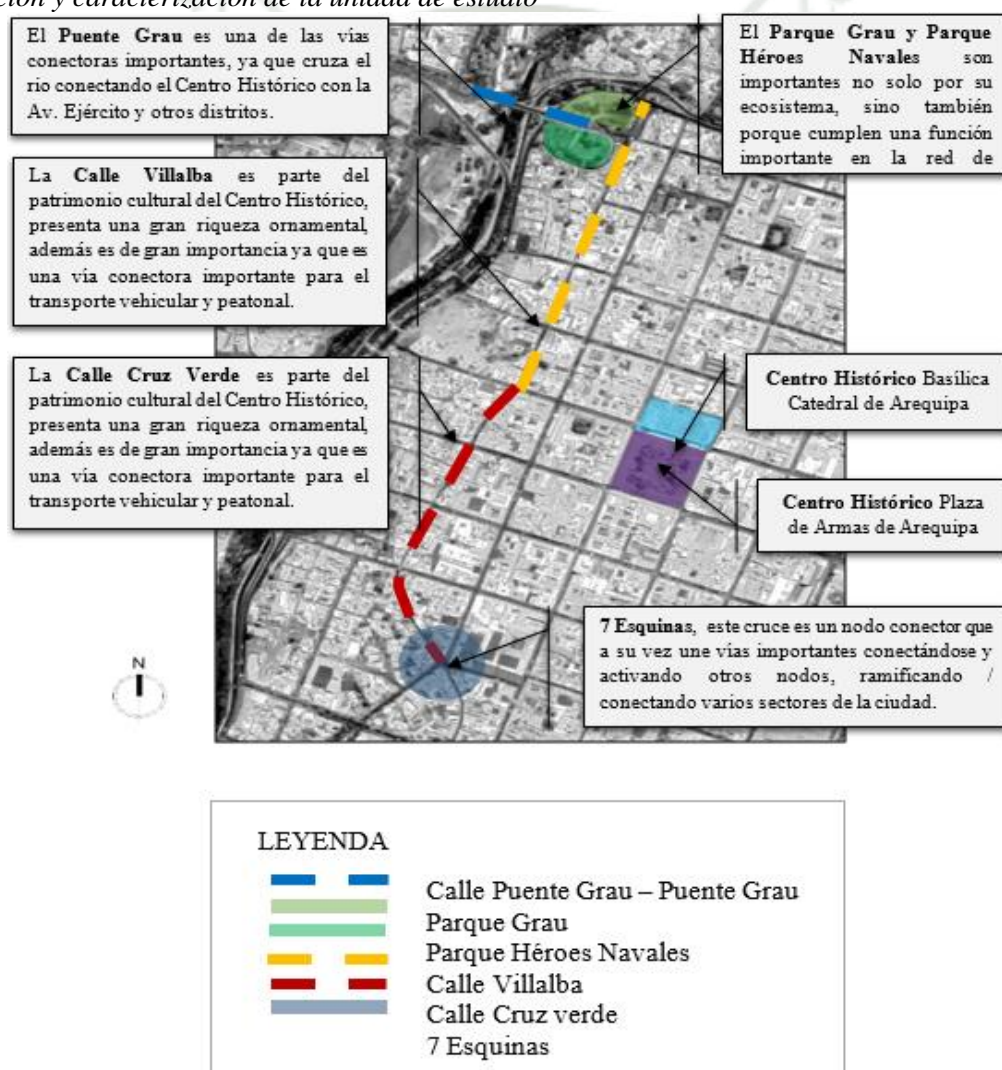 ción y caracterización de la unidad de estudio
El Puente Grau es una de las vías
conectoras importantes, ya que cruza el
rio conectando el Centro Histórico con la
Av. Ejército y otros distritos.
El Parque Grau y Parque
Héroes Navales son
importantes no solo por su
ecosistema, sino también
porque cumplen una función
importante en la red de
La Calle Villalba es parte del
patrimonio cultural del Centro Histórico,
presenta una gran riqueza ornamental,
además es de gran importancia ya que es
una vía conectora importante para el
transporte vehicular y peatonal.
La Calle Cruz Verde es parte del
patrimonio cultural del Centro Histórico,
presenta una gran riqueza ornamental,
además es de gran importancia ya que es
una vía conectora importante para el
transporte vehicular y peatonal.
Centro Histórico Basílica
Catedral de Arequipa
Centro Histórico Plaza
de Armas de Arequipa
7 Esquinas, este cruce es un nodo conector que
a su vez une vías importantes conectándose y
activando otros nodos, ramificando /
conectando varios sectores de la ciudad.
N
LEYENDA
Calle Puente Grau – Puente Grau
Parque Grau
Parque Héroes Navales
Calle Villalba
Calle Cruz verde
7 Esquinas